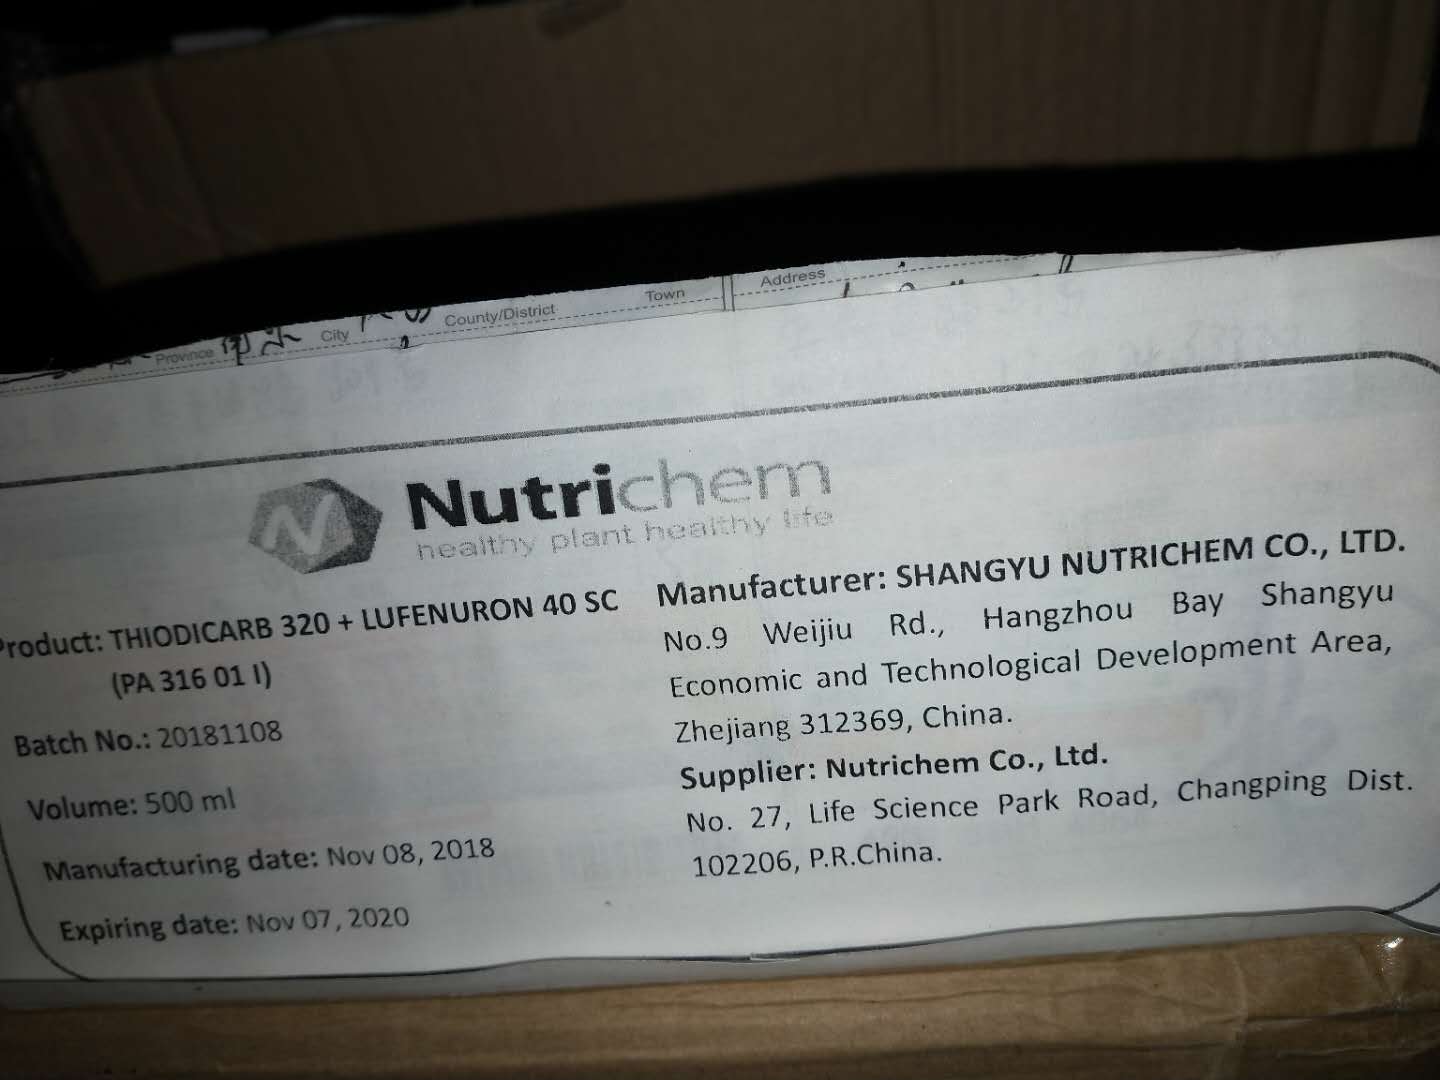 Province City County/District Town Address
Nutrichem
healthy plant healthy life
Product: THIODICARB 320 + LUFENURON 40 SC
(PA 316 01 I)
Batch No.: 20181108
Volume: 500 ml
Manufacturing date: Nov 08, 2018
Expiring date: Nov 07, 2020
Manufacturer: SHANGYU NUTRICHEM CO., LTD.
No.9 Weijiu Rd., Hangzhou Bay Shangyu
Economic and Technological Development Area,
Zhejiang 312369, China.
Supplier: Nutrichem Co., Ltd.
No. 27, Life Science Park Road, Changping Dist.
102206, P.R.China.